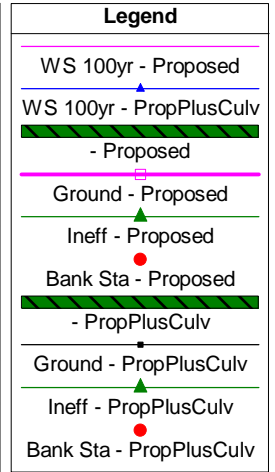 Legend
WS 100yr - Proposed
WS 100yr - PropPlusCulv
- Proposed
Ground - Proposed
Ineff - Proposed
Bank Sta - Proposed
- PropPlusCulv
Ground - PropPlusCulv
Ineff - PropPlusCulv
Bank Sta - PropPlusCulv